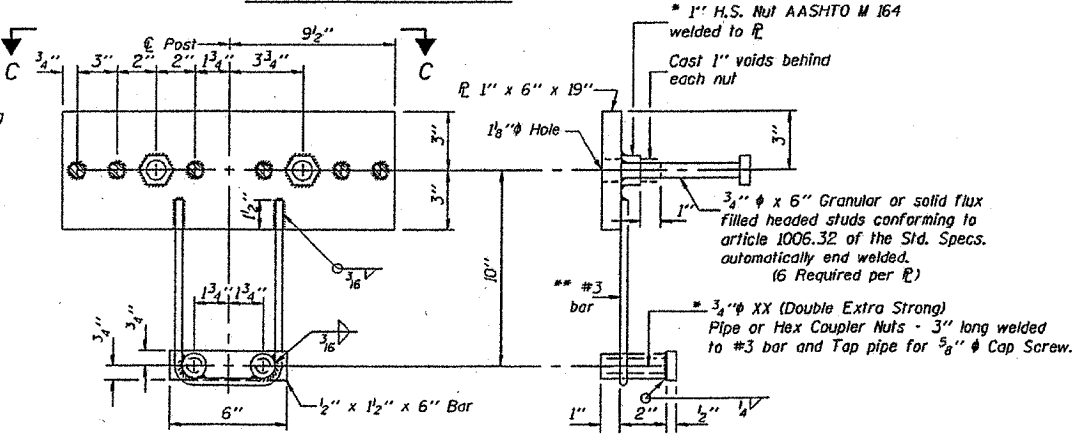 * 1" H.S. Nut AASHTO M 164
welded to ℞
Cast 1" voids behind
each nut
℄ Post
9½"
C
C
¾"
3"
2"
2"
1¾"
3¾"
℞ 1" x 6" x 19"
1⅛"ϕ Hole
3"
3"
3"
1½"
1"
¾" ϕ x 6" Granular or solid flux
filled headed studs conforming to
article 1006.32 of the Std. Specs.
automatically end welded.
(6 Required per ℞)
3/16
10"
** #3
bar
1¾"
1¾"
¾"
¾"
3/16
* ¾"ϕ XX (Double Extra Strong)
Pipe or Hex Coupler Nuts - 3" long welded
to #3 bar and Tap pipe for ⅝" ϕ Cap Screw.
½" x 1½" x 6" Bar
6"
1"
2"
½"
¼